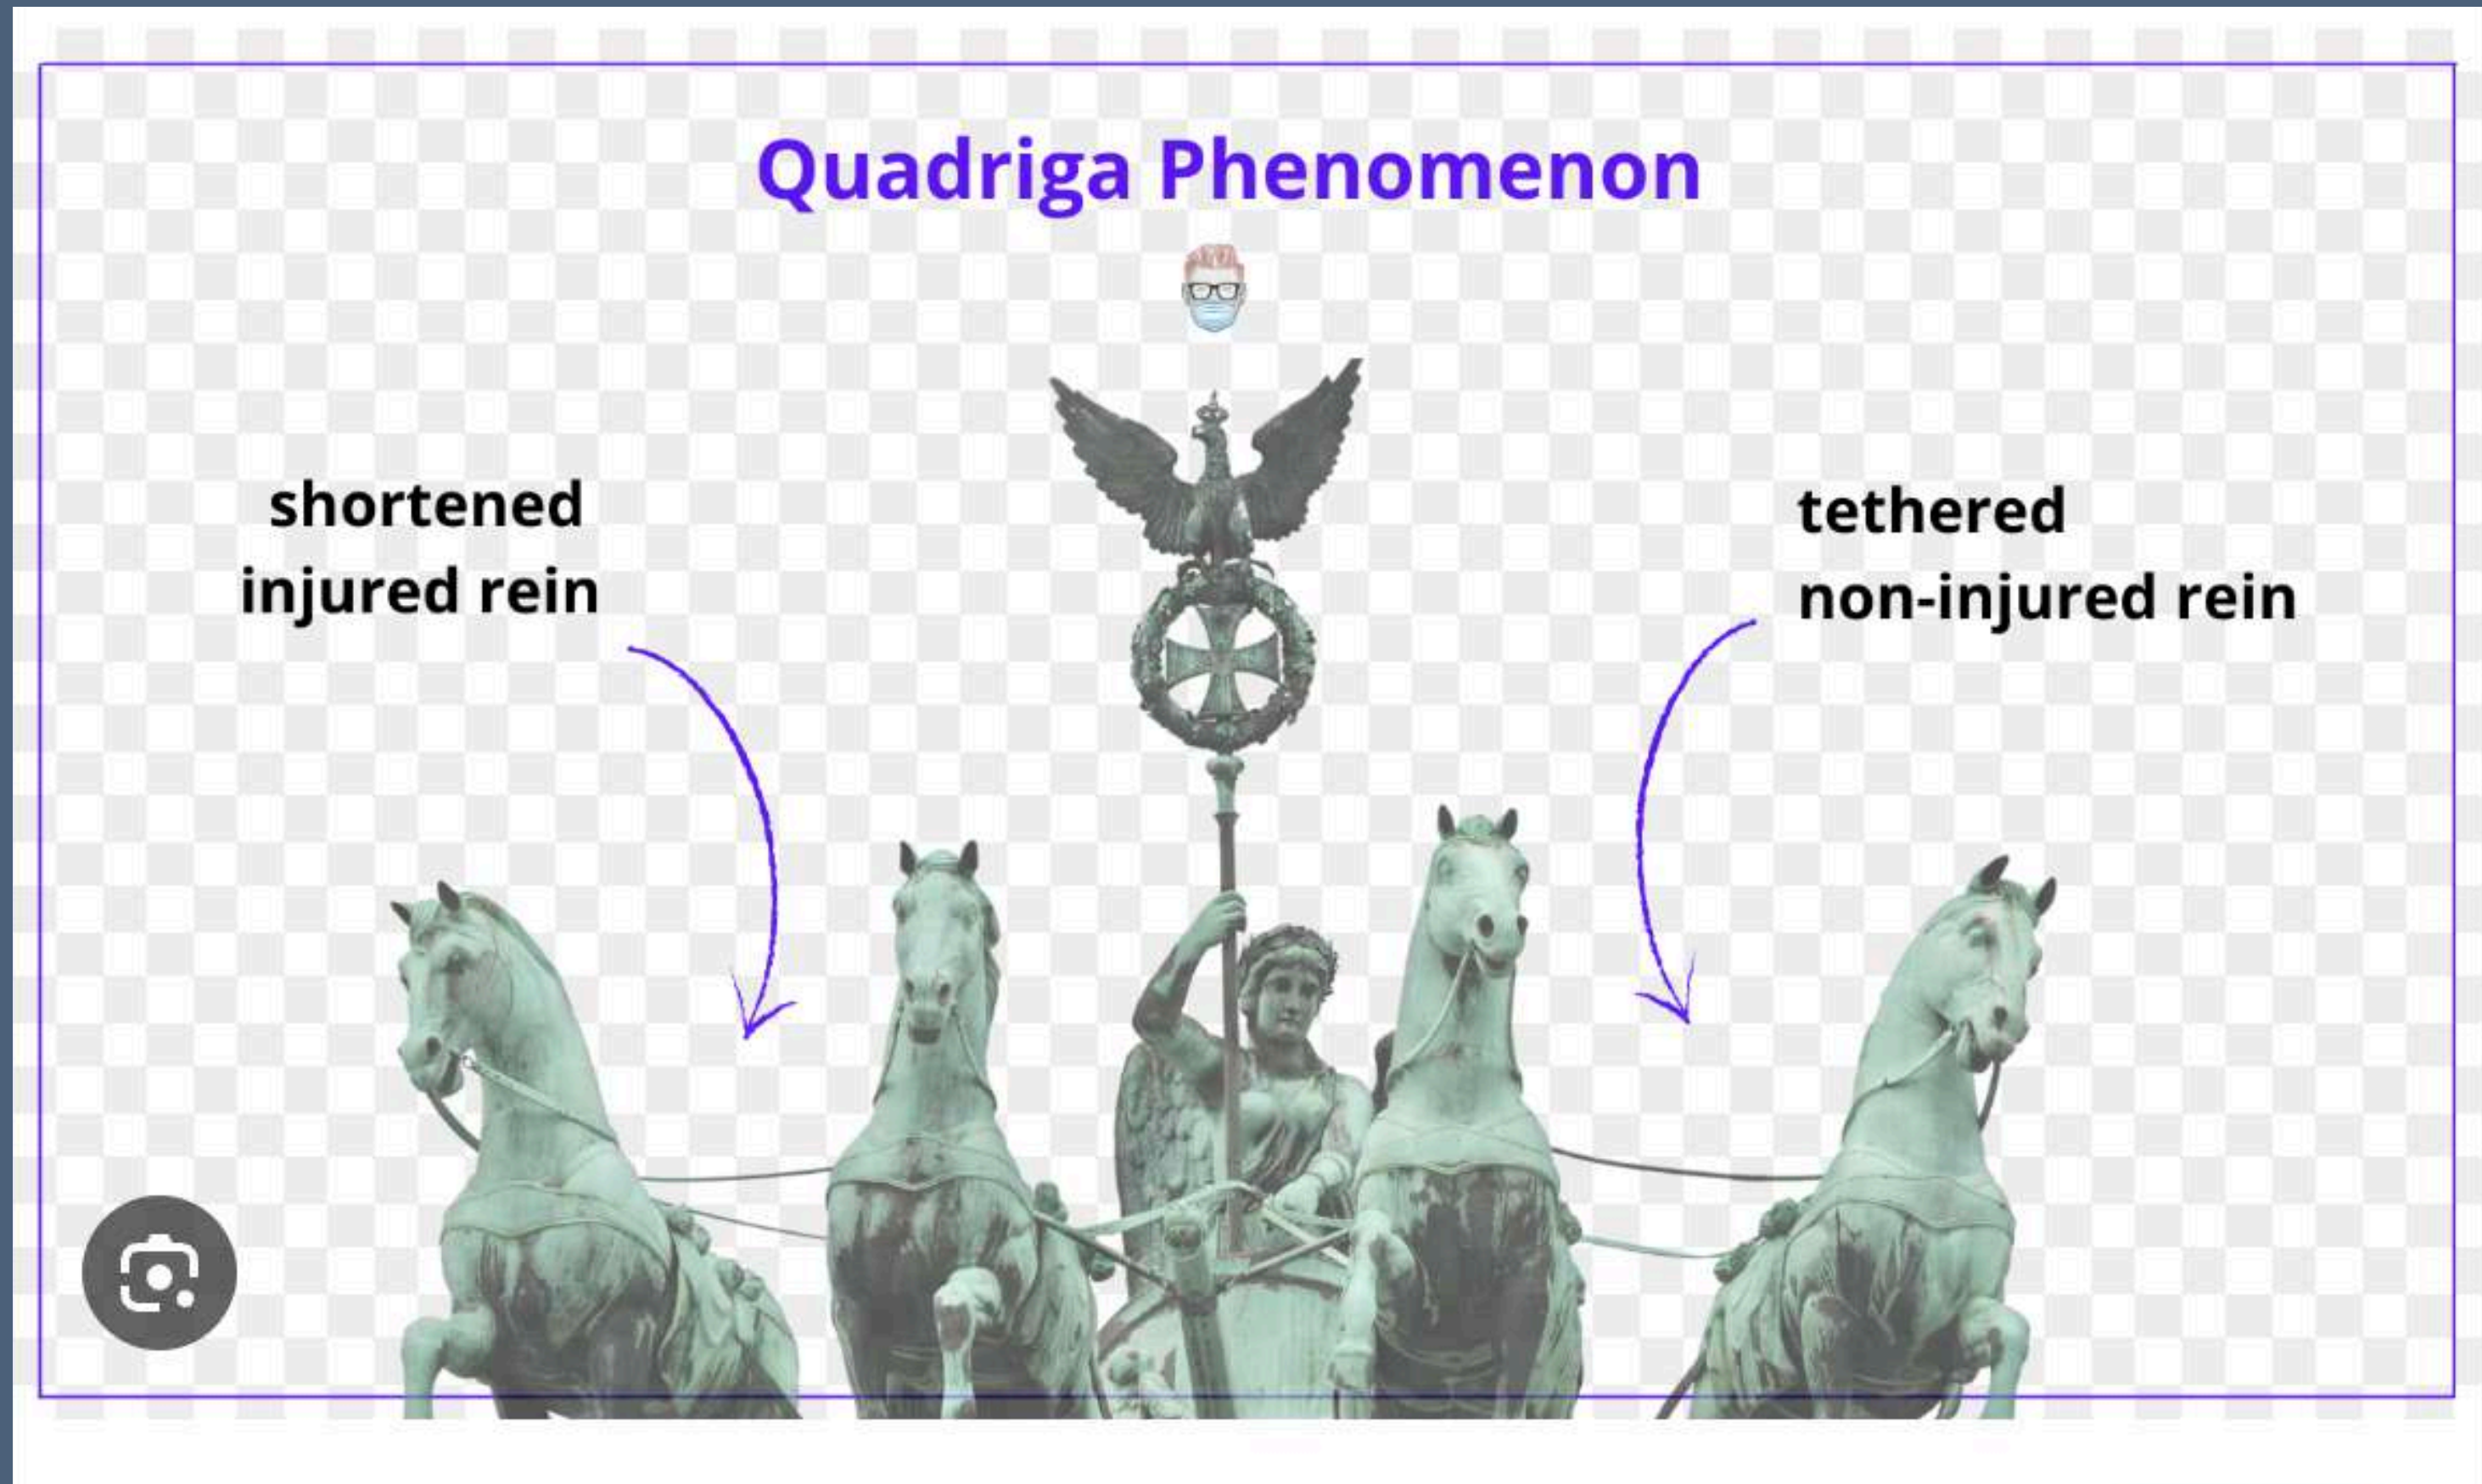 Quadriga Phenomenon
shortened
injured rein
tethered
non-injured rein